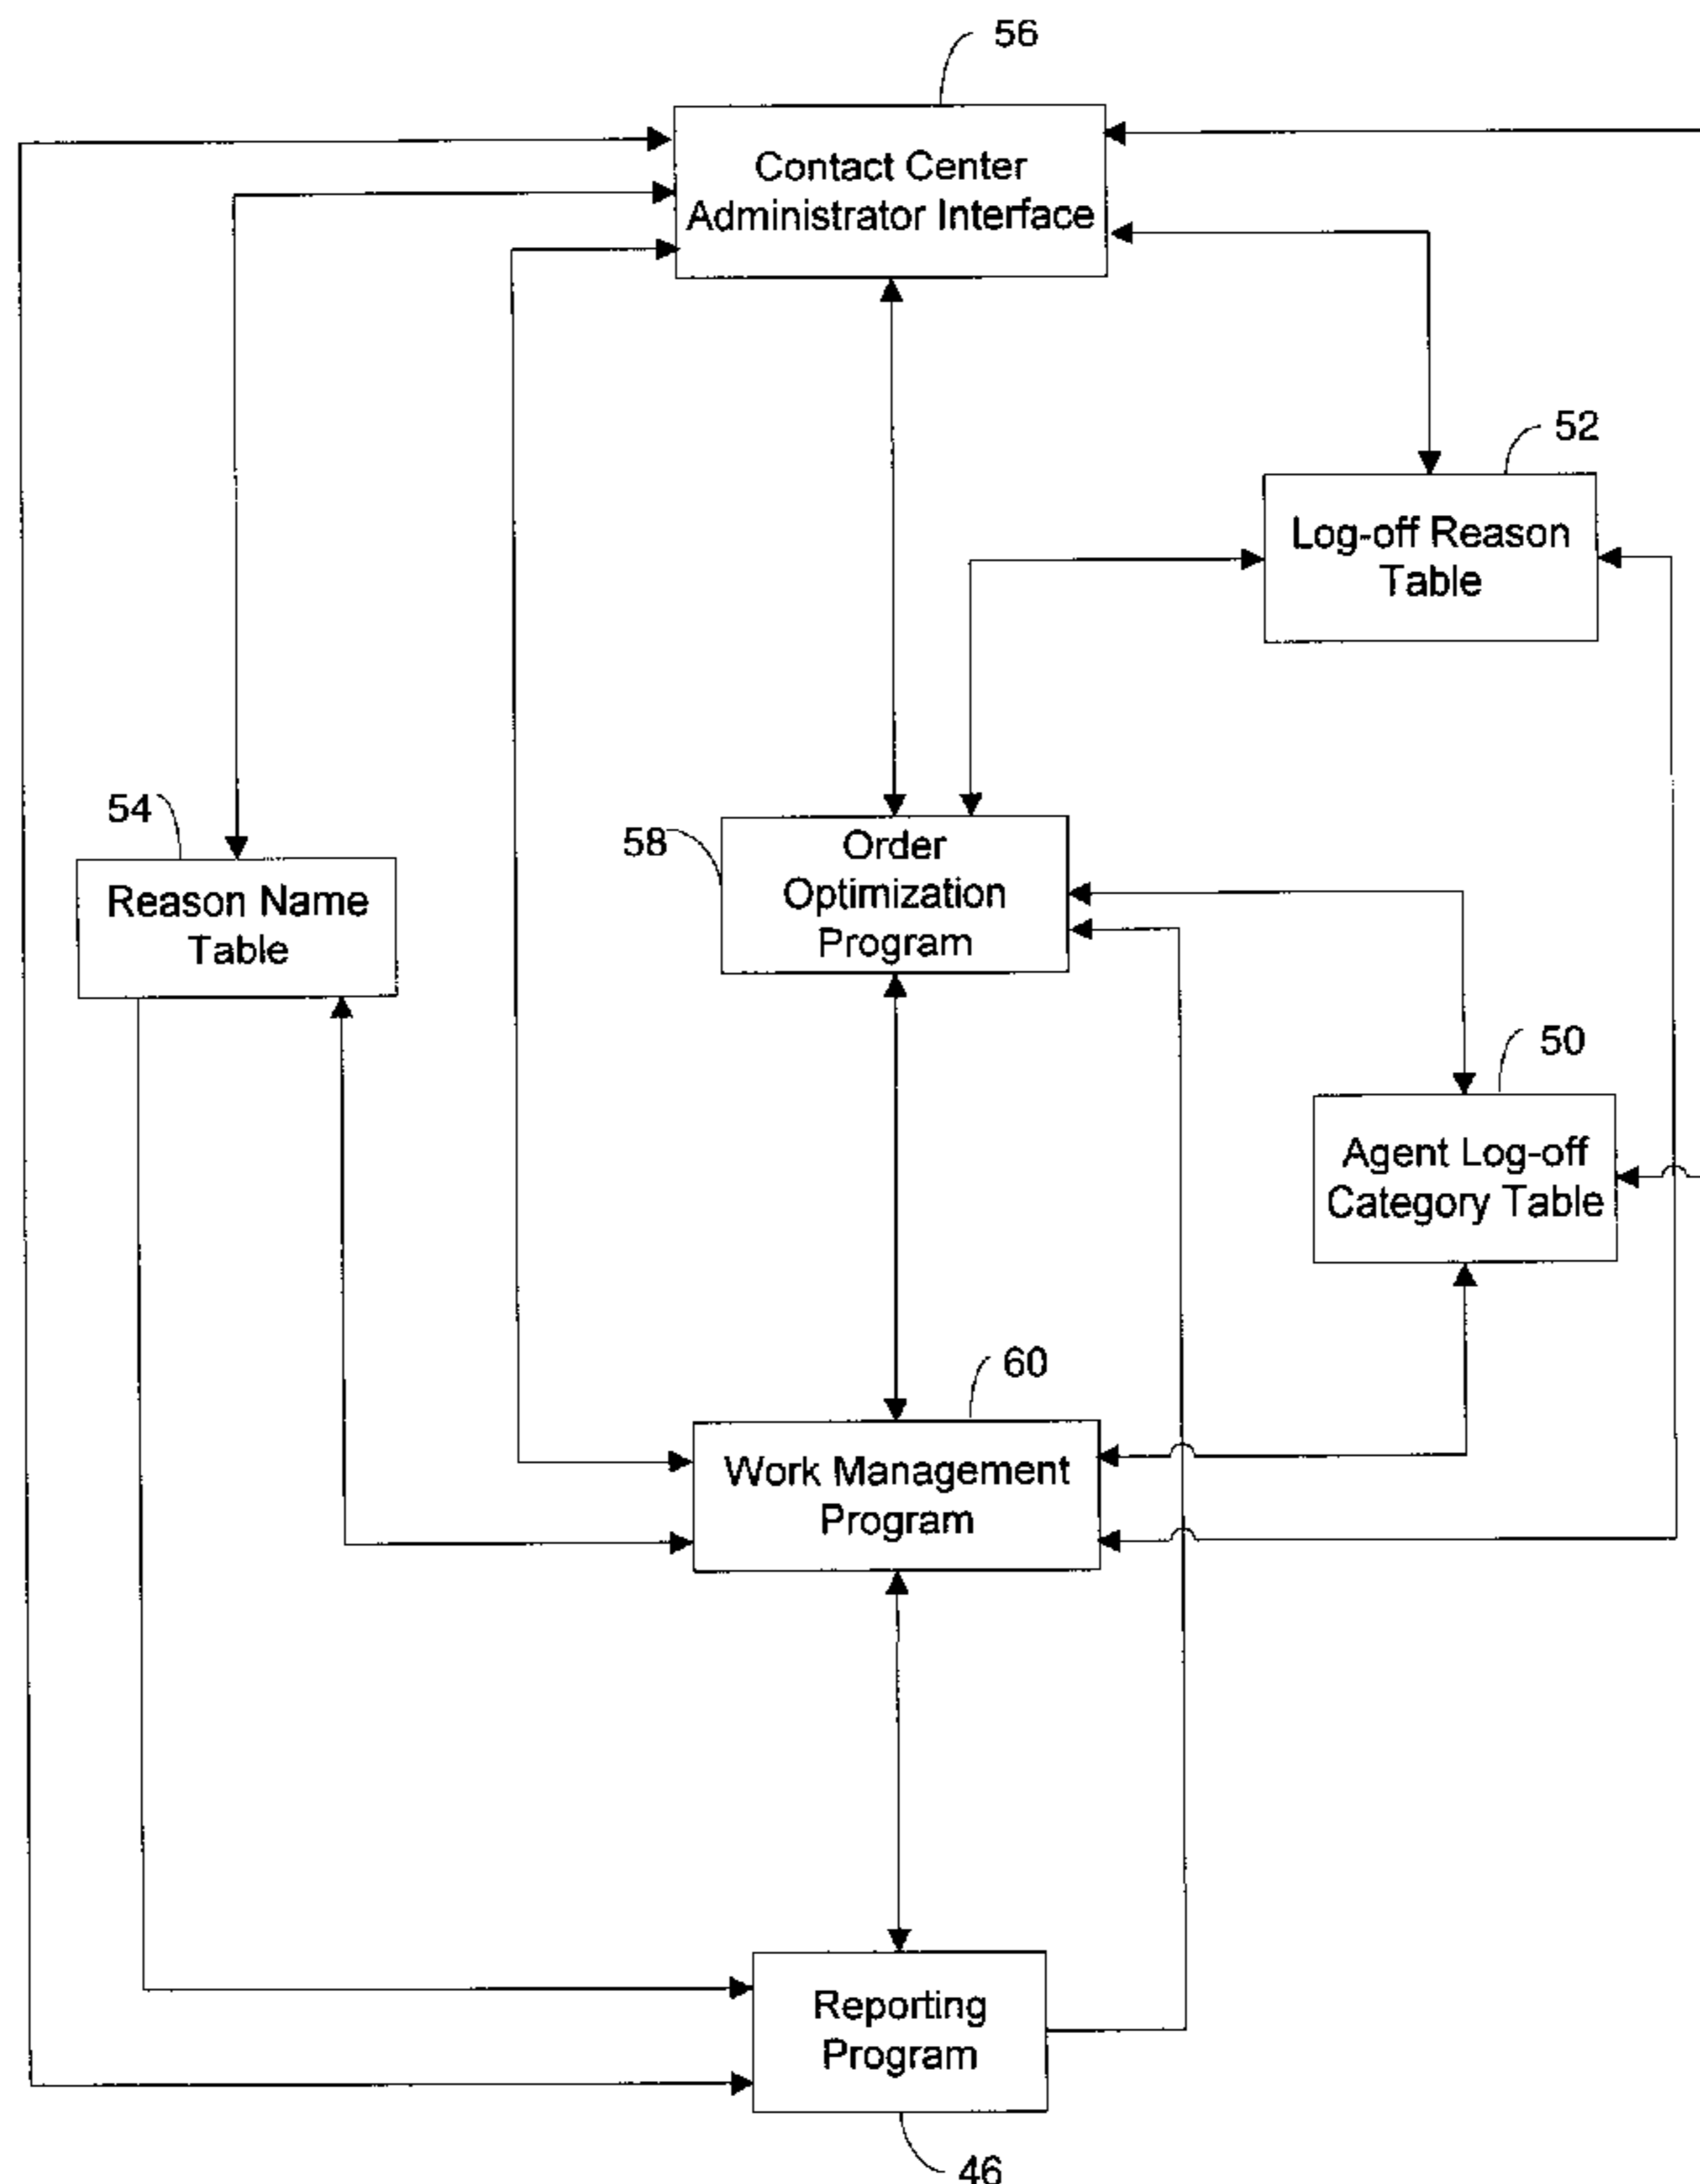 56
Contact Center
Administrator Interface
52
Log-off Reason
Table
54
Reason Name
Table
58
Order
Optimization
Program
50
Agent Log-off
Category Table
60
Work Management
Program
Reporting
Program
46